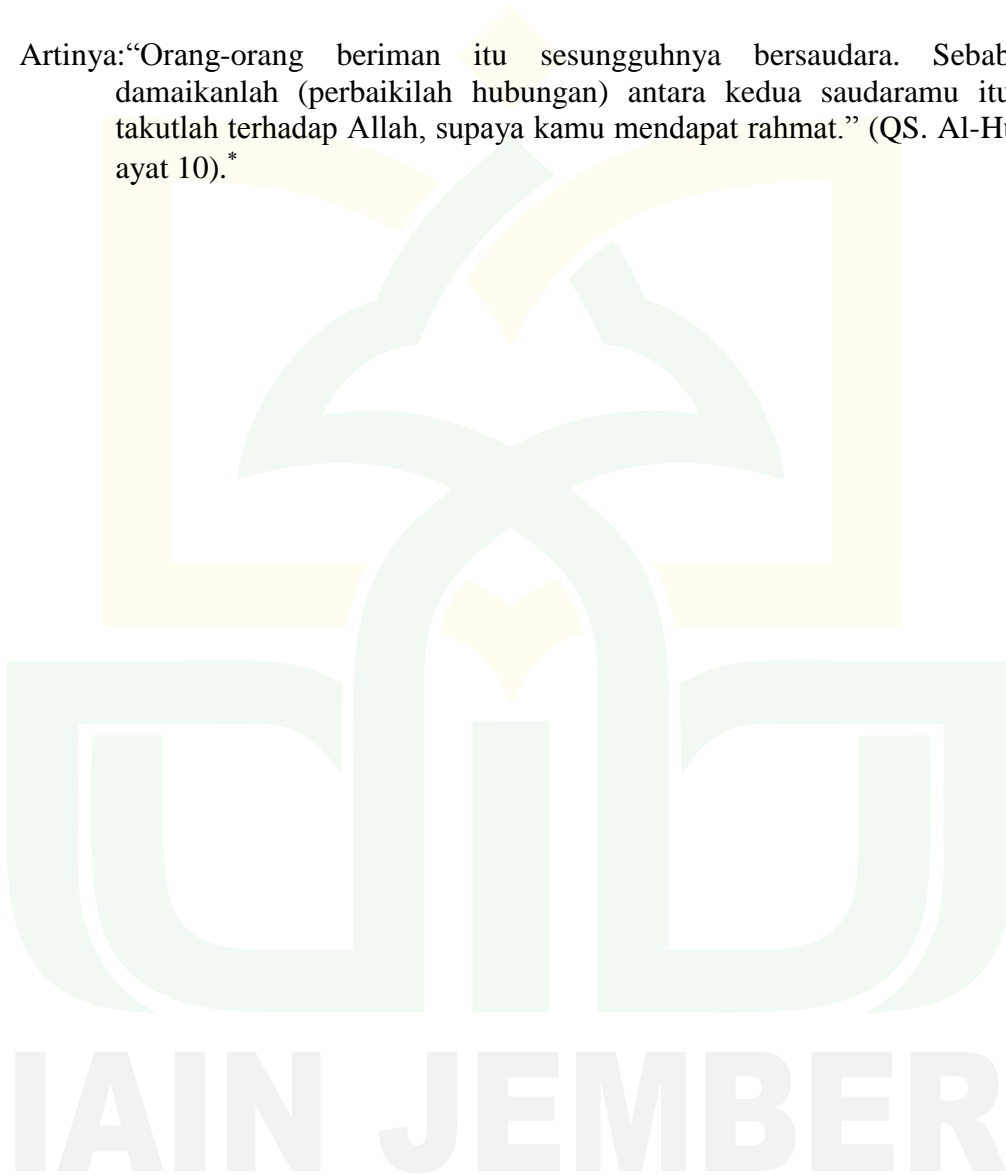 Artinya:“Orang-orang beriman itu sesungguhnya bersaudara. Sebab
damaikanlah (perbaikilah hubungan) antara kedua saudaramu itu
takutlah terhadap Allah, supaya kamu mendapat rahmat.” (QS. Al-Hu
ayat 10).*
IAIN JEMBER